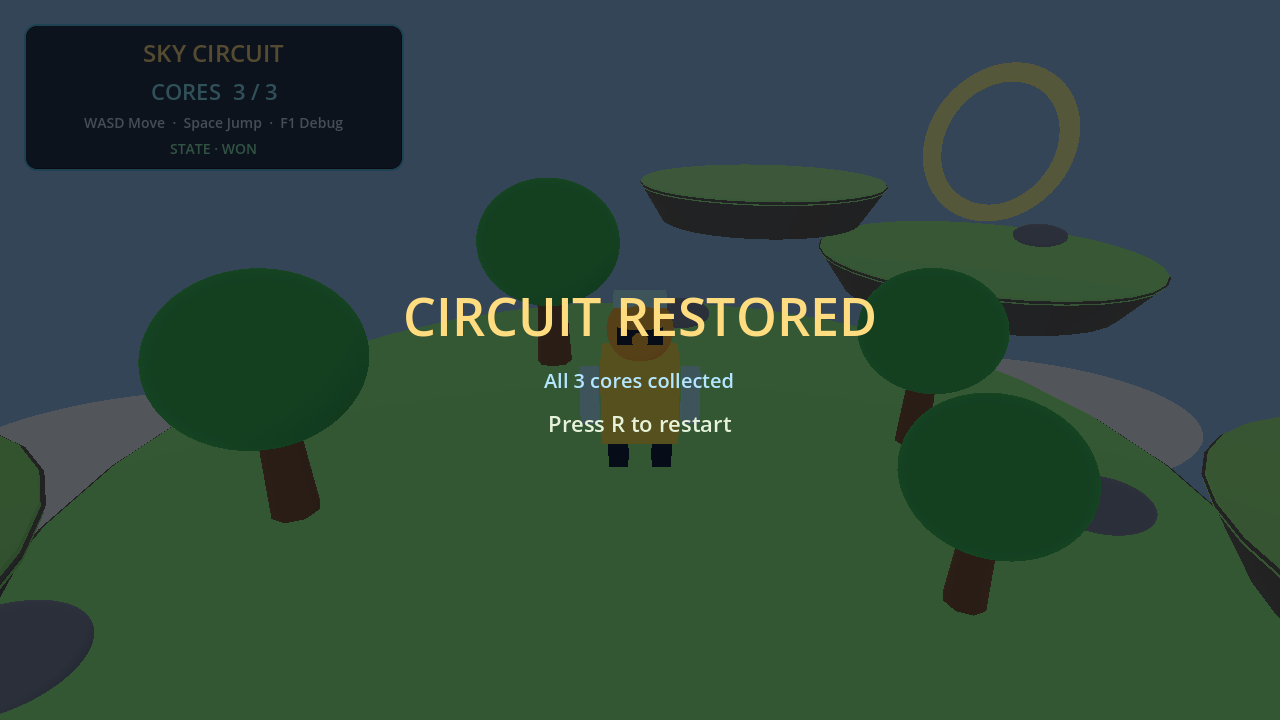 SKY CIRCUIT
CORES 3 / 3
WASD Move · Space Jump · F1 Debug
STATE · WON
CIRCUIT RESTORED
All 3 cores collected
Press R to restart